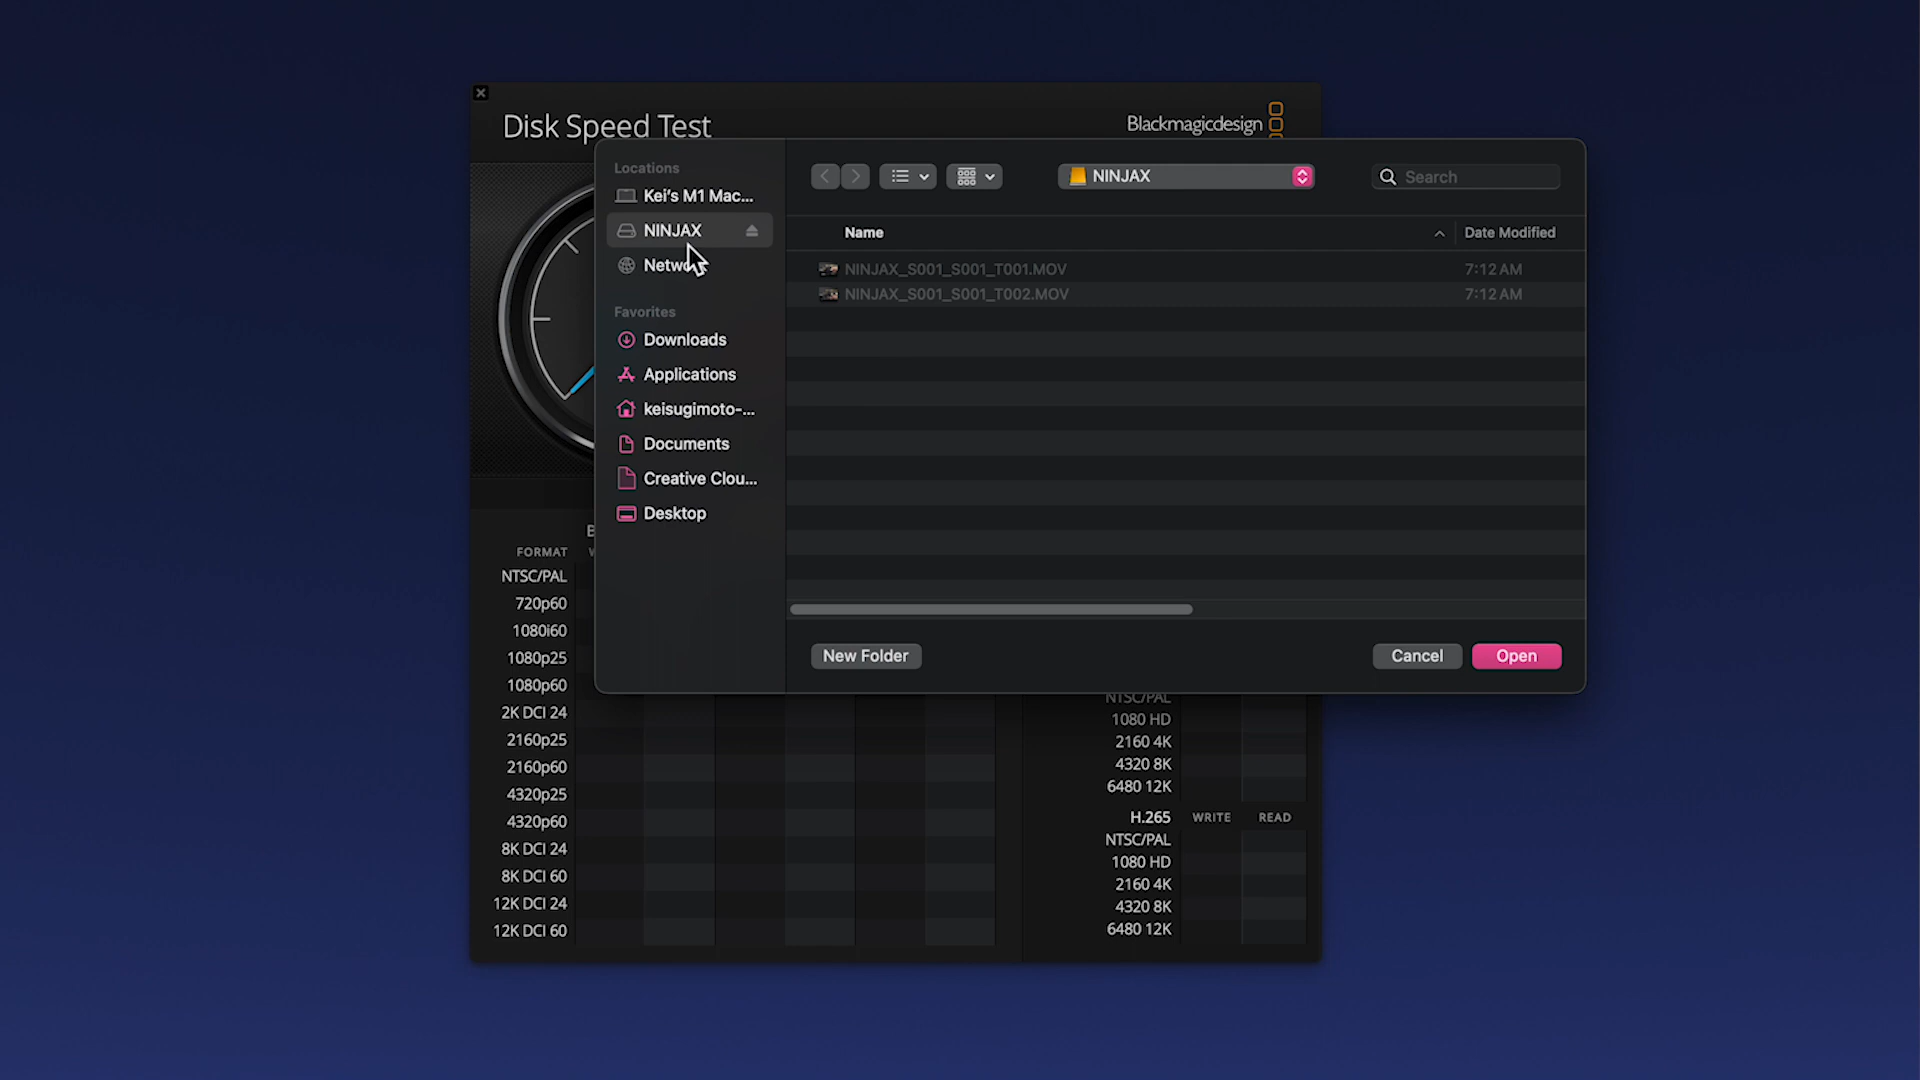 Disk Speed Test
Blackmagicdesign
Locations
Kei's M1 Mac...
NINJAX
Favorites
Downloads
Applications
keisugimoto-...
Documents
Creative Clou...
Desktop
NINJAX
Search
Name
Date Modified
NINJAX_S001_S001_T001.MOV 7:12 AM
NINJAX_S001_S001_T002.MOV 7:12 AM
New Folder
Cancel
Open
FORMAT
NTSC/PAL
720p60
1080i60
1080p25
1080p60
2K DCI 24
2160p25
2160p60
4320p25
4320p60
8K DCI 24
8K DCI 60
12K DCI 24
12K DCI 60
NTSC/PAL
1080 HD
2160 4K
4320 8K
6480 12K
H.265 WRITE READ
NTSC/PAL
1080 HD
2160 4K
4320 8K
6480 12K